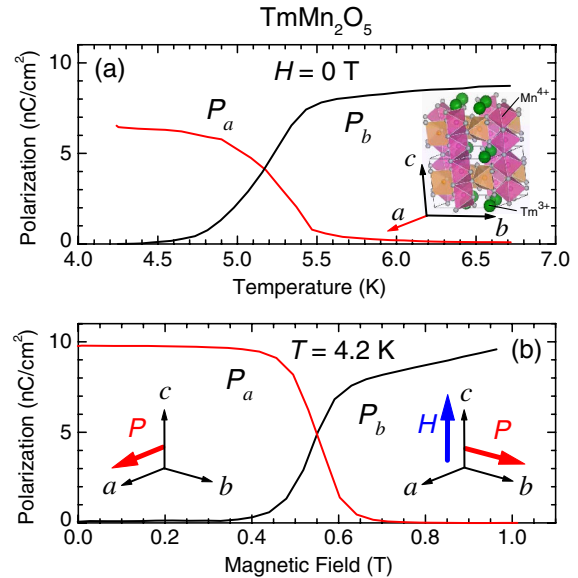 TmMn₂O₅
(a)
H = 0 T
Pₐ
P_b
Mn⁴⁺
Tm³⁺
c
a
b
Polarization (nC/cm²)
10
5
0
4.0 4.5 5.0 5.5 6.0 6.5 7.0
Temperature (K)
(b)
T = 4.2 K
Pₐ
P_b
c
P
a
b
c
H
P
a
b
Polarization (nC/cm²)
10
5
0
0.0 0.2 0.4 0.6 0.8 1.0
Magnetic Field (T)